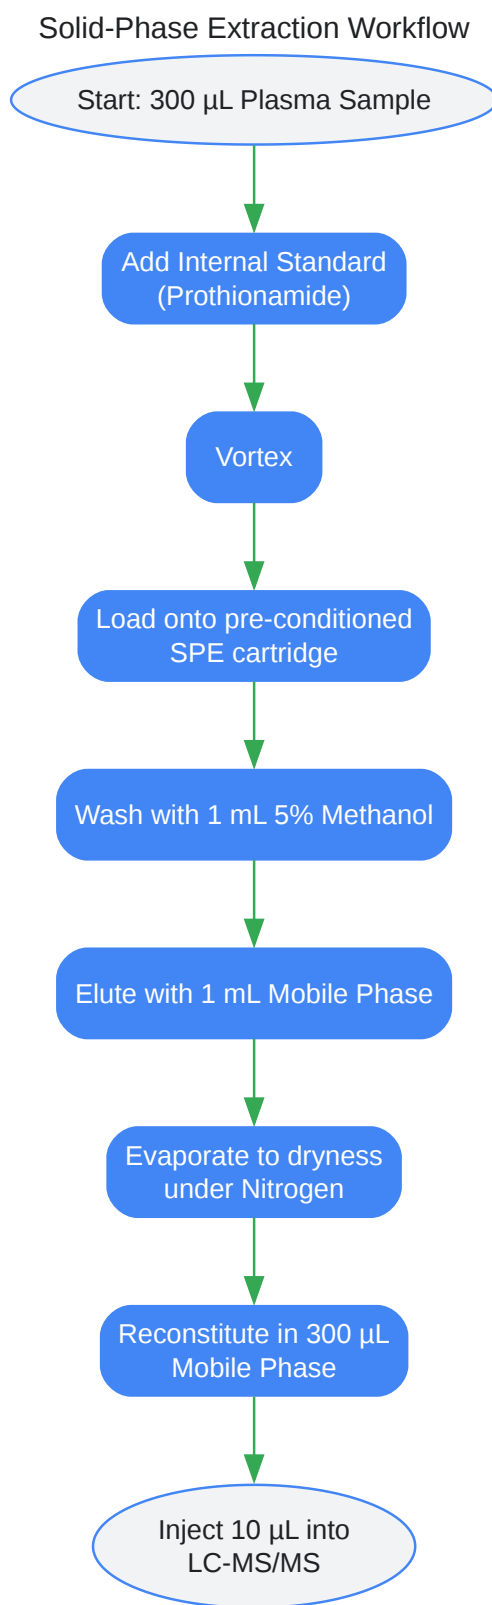 Solid-Phase Extraction Workflow
Start: 300 µL Plasma Sample
Add Internal Standard
(Prothionamide)
Vortex
Load onto pre-conditioned
SPE cartridge
Wash with 1 mL 5% Methanol
Elute with 1 mL Mobile Phase
Evaporate to dryness
under Nitrogen
Reconstitute in 300 µL
Mobile Phase
Inject 10 µL into
LC-MS/MS